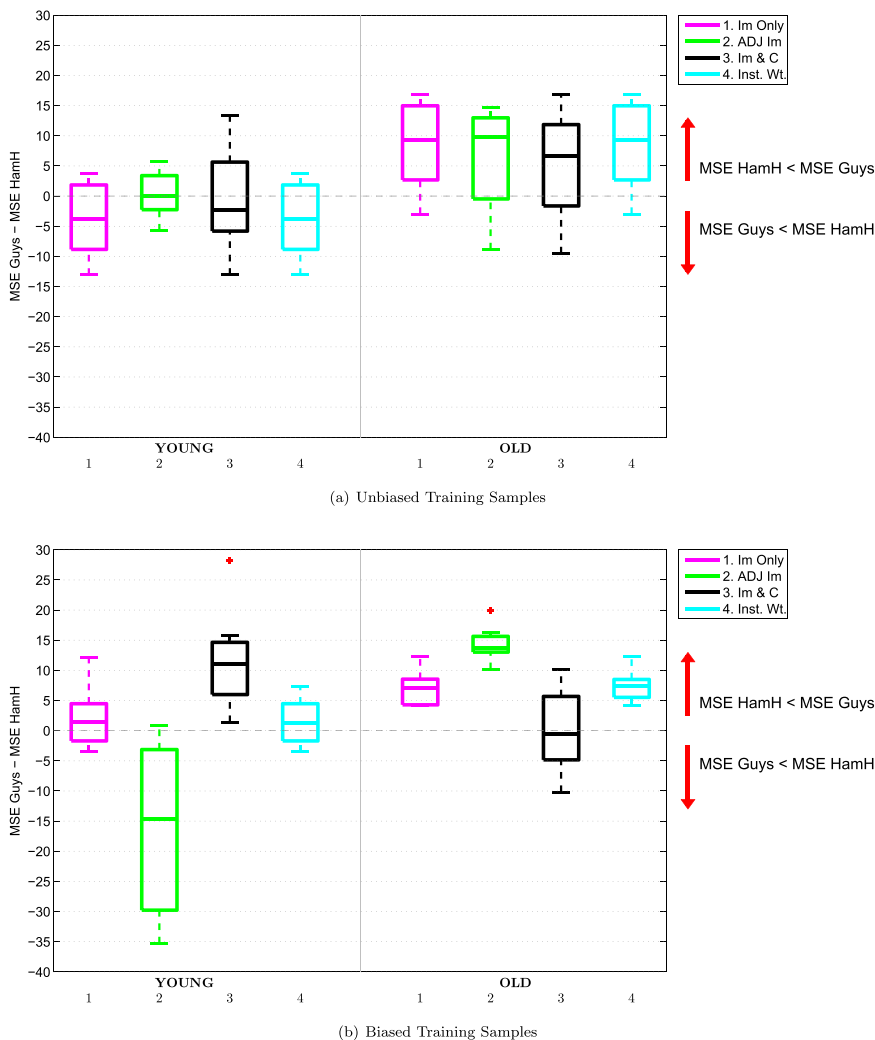 30
25
20
15
10
5
0
−5
−10
−15
−20
−25
−30
−35
−40
MSE Guys − MSE HamH
1. Im Only
2. ADJ Im
3. Im & C
4. Inst. Wt.
MSE HamH < MSE Guys
MSE Guys < MSE HamH
YOUNG OLD
1 2 3 4 1 2 3 4
(a) Unbiased Training Samples
30
25
20
15
10
5
0
−5
−10
−15
−20
−25
−30
−35
−40
MSE Guys − MSE HamH
1. Im Only
2. ADJ Im
3. Im & C
4. Inst. Wt.
MSE HamH < MSE Guys
MSE Guys < MSE HamH
YOUNG OLD
1 2 3 4 1 2 3 4
(b) Biased Training Samples